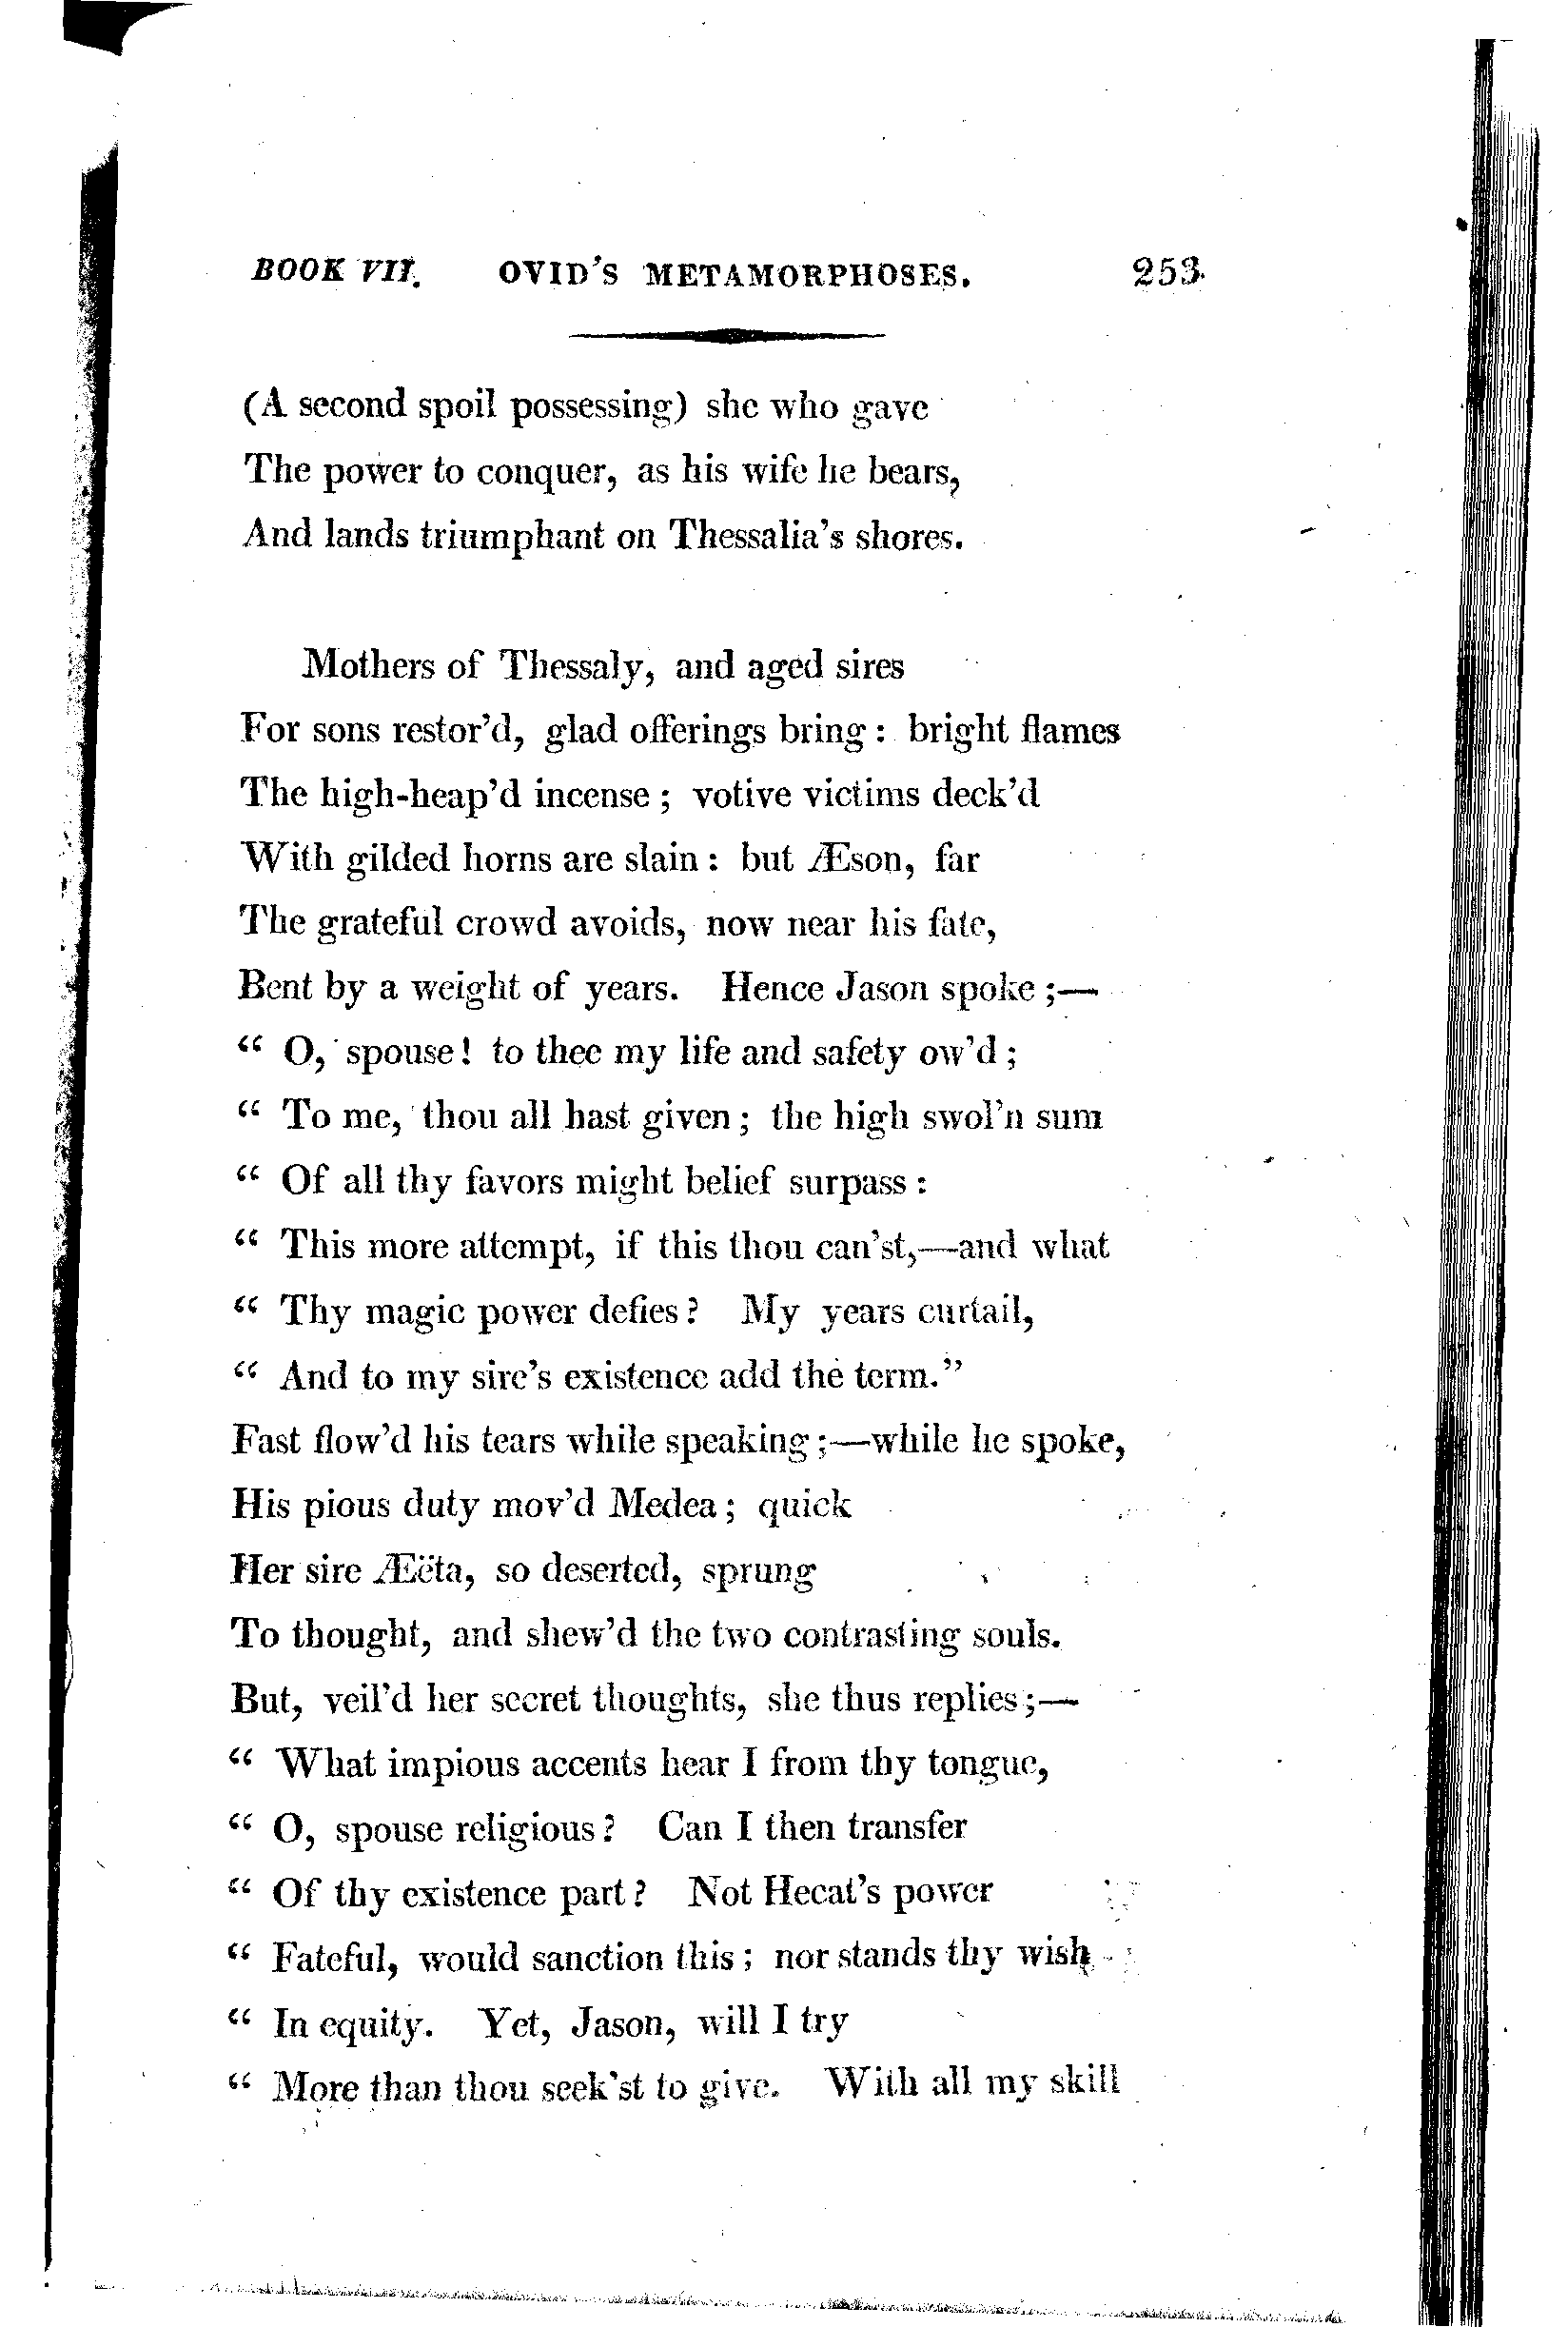 BOOK VII. OVID'S METAMORPHOSES. 253.
(A second spoil possessing) she who gave
The power to conquer, as his wife he bears,
And lands triumphant on Thessalia's shores.
Mothers of Thessaly, and aged sires
For sons restor'd, glad offerings bring: bright flames
The high-heap'd incense; votive victims deck'd
With gilded horns are slain: but Æson, far
The grateful crowd avoids, now near his fate,
Bent by a weight of years. Hence Jason spoke;—
" O, spouse! to thee my life and safety ow'd;
" To me, thou all hast given; the high swol'n sum
" Of all thy favors might belief surpass:
" This more attempt, if this thou can'st,—and what
" Thy magic power defies? My years curtail,
" And to my sire's existence add the term."
Fast flow'd his tears while speaking;—while he spoke,
His pious duty mov'd Medea; quick
Her sire Æëta, so deserted, sprung
To thought, and shew'd the two contrasting souls.
But, veil'd her secret thoughts, she thus replies;—
" What impious accents hear I from thy tongue,
" O, spouse religious? Can I then transfer
" Of thy existence part? Not Hecat's power
" Fateful, would sanction this; nor stands thy wish
" In equity. Yet, Jason, will I try
" More than thou seek'st to give. With all my skill